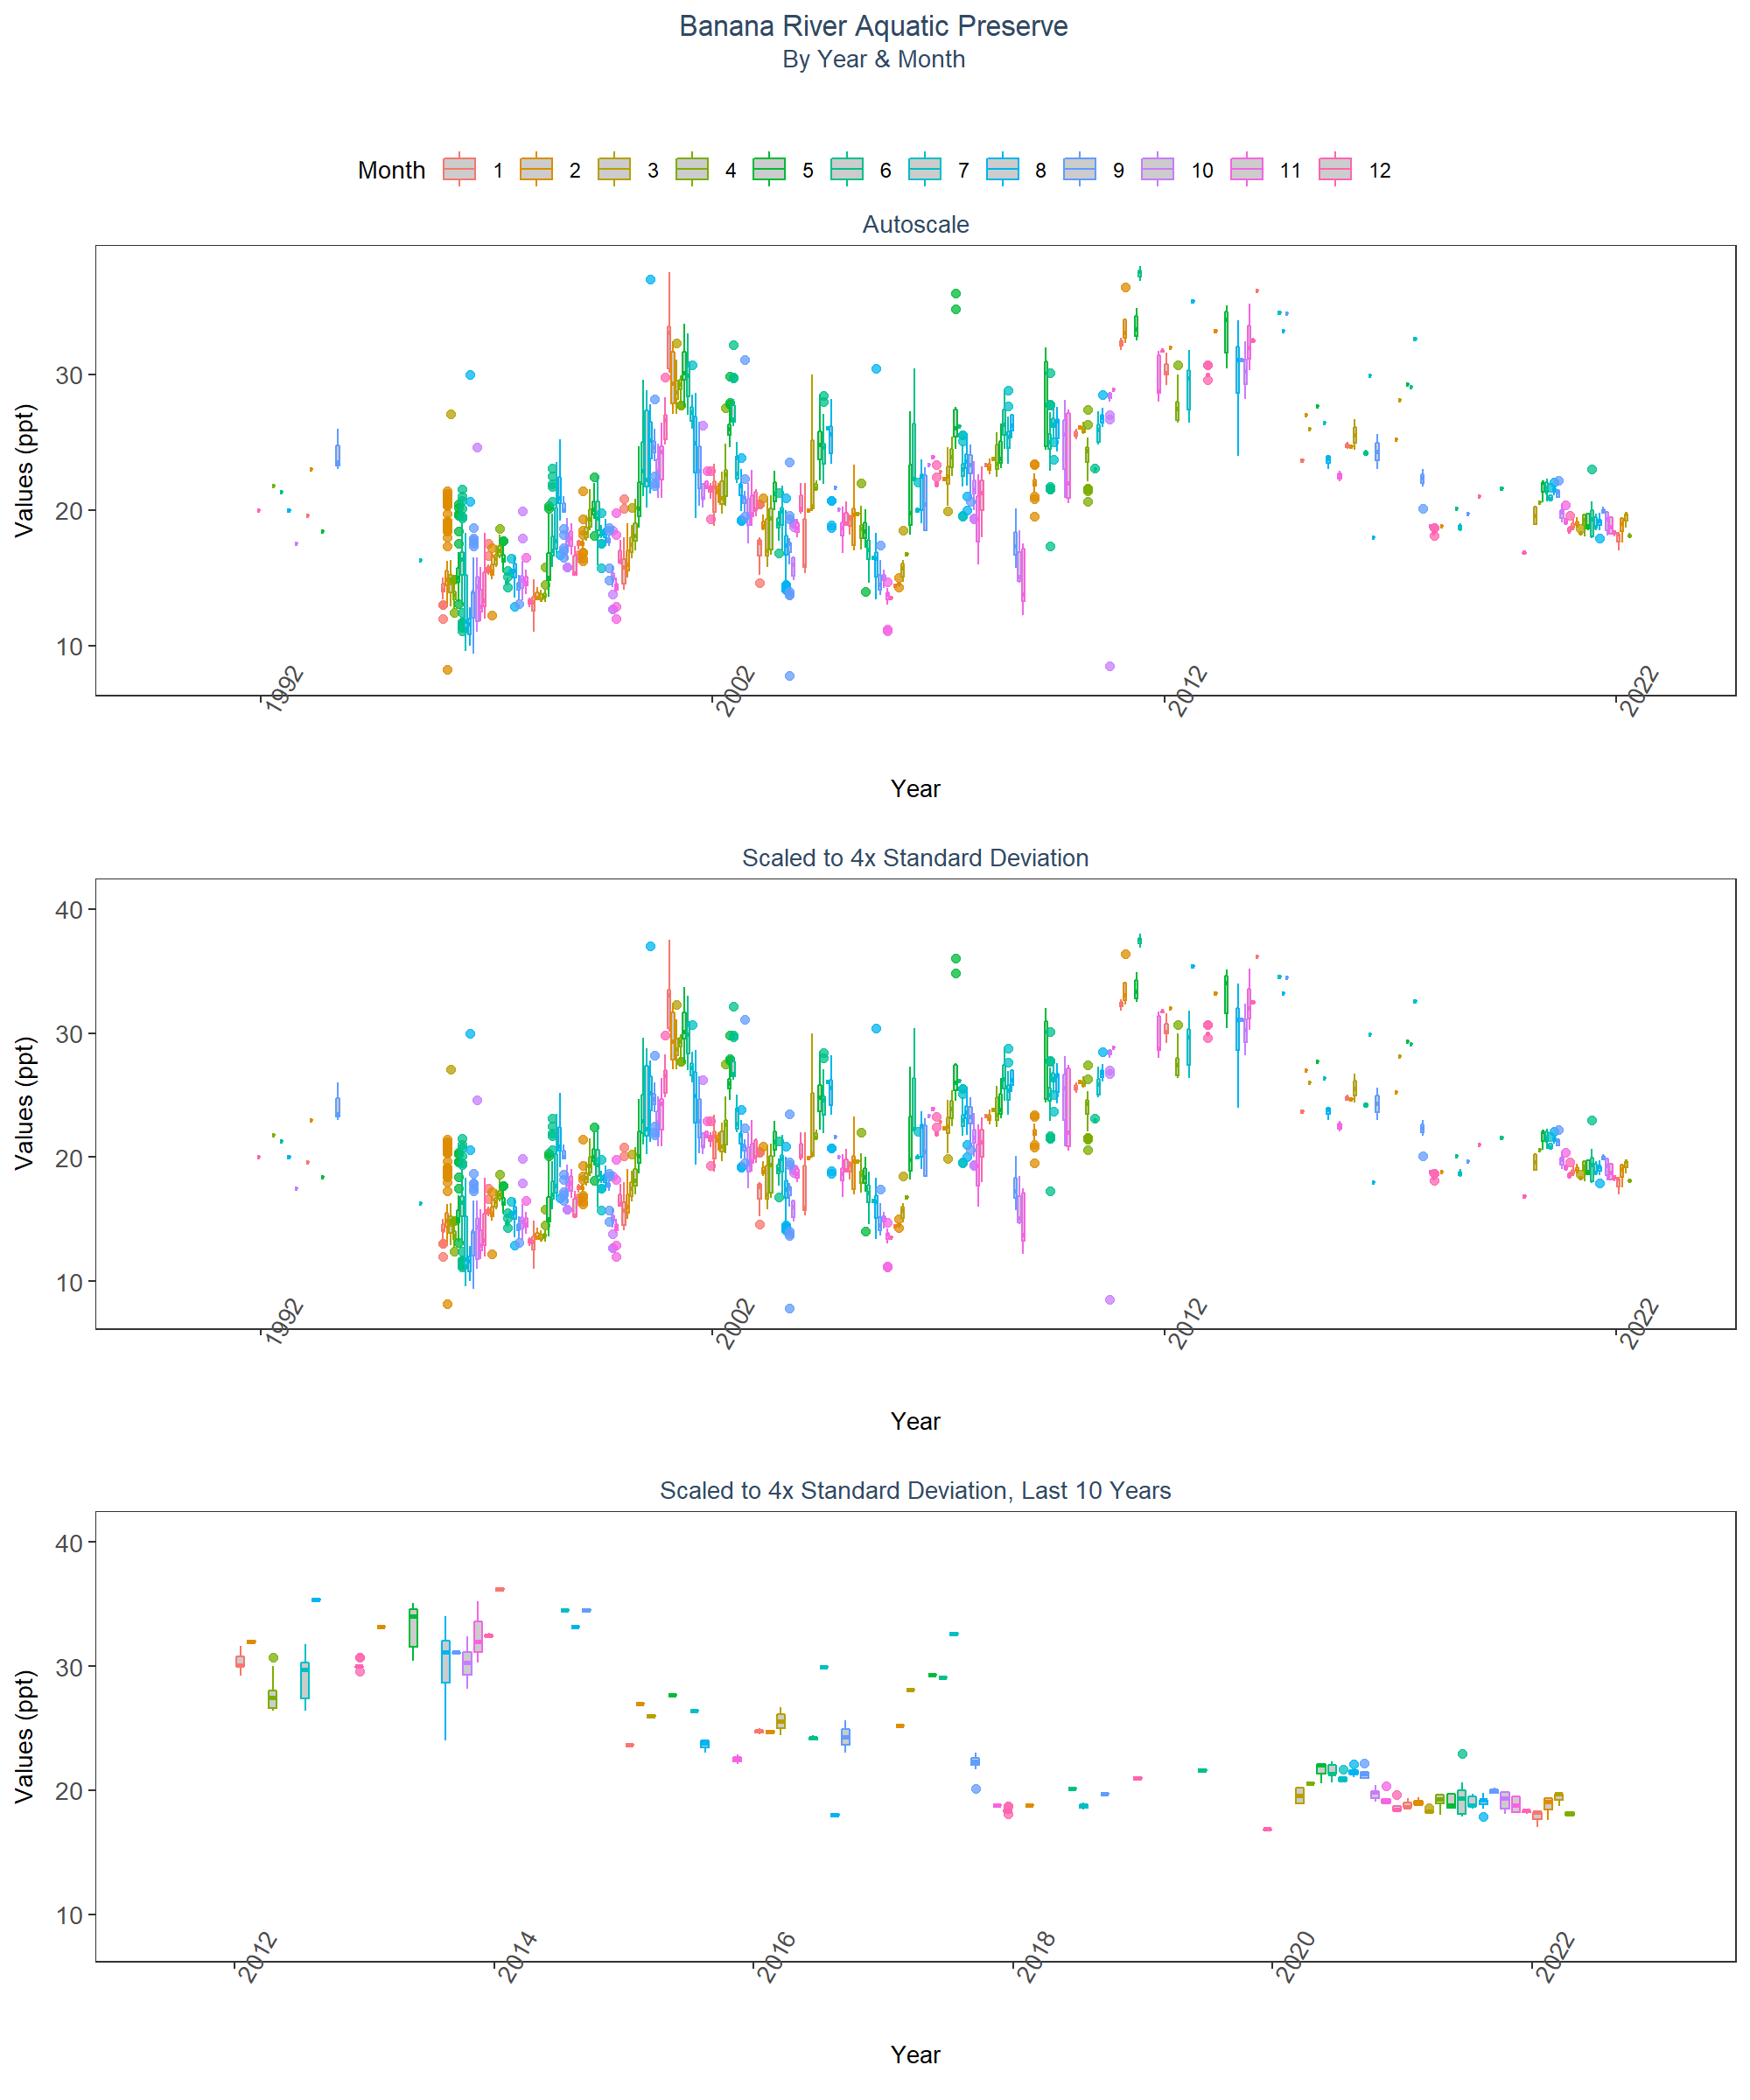 Banana River Aquatic Preserve
By Year & Month
Month 1 2 3 4 5 6 7 8 9 10 11 12
Autoscale
Values (ppt)
30
20
10
1992 2002 2012 2022
Year
Scaled to 4x Standard Deviation
Values (ppt)
40
30
20
10
1992 2002 2012 2022
Year
Scaled to 4x Standard Deviation, Last 10 Years
Values (ppt)
40
30
20
10
2012 2014 2016 2018 2020 2022
Year